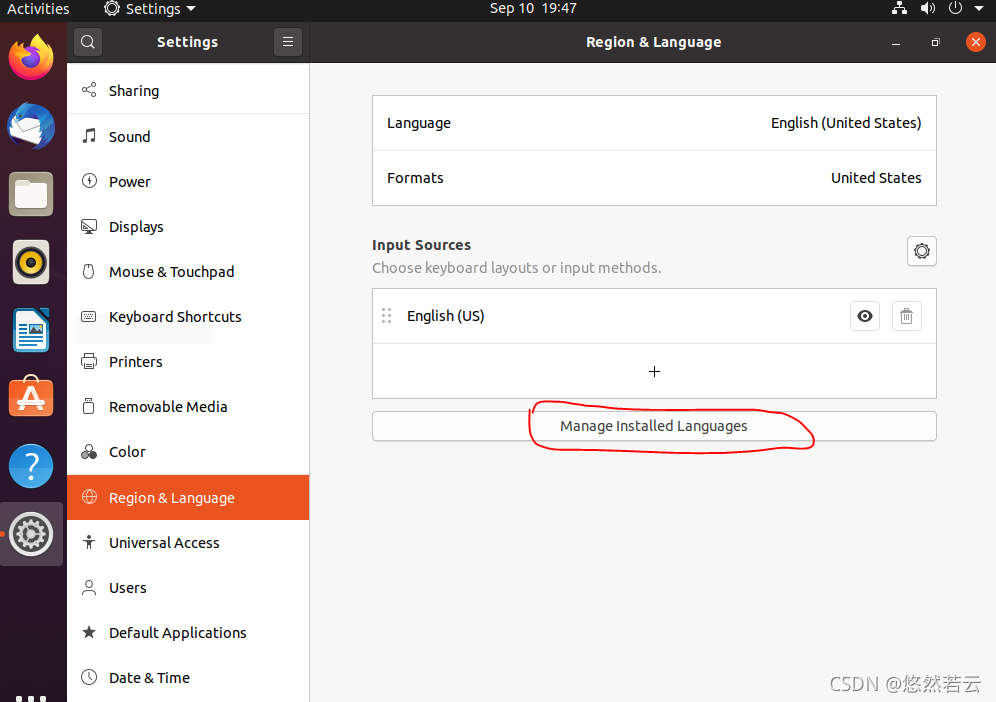 Activities Settings Sep 10 19:47
Settings
Region & Language
Sharing
Sound
Power
Displays
Mouse & Touchpad
Keyboard Shortcuts
Printers
Removable Media
Color
Region & Language
Universal Access
Users
Default Applications
Date & Time
Language English (United States)
Formats United States
Input Sources
Choose keyboard layouts or input methods.
English (US)
Manage Installed Languages
CSDN @悠然若云